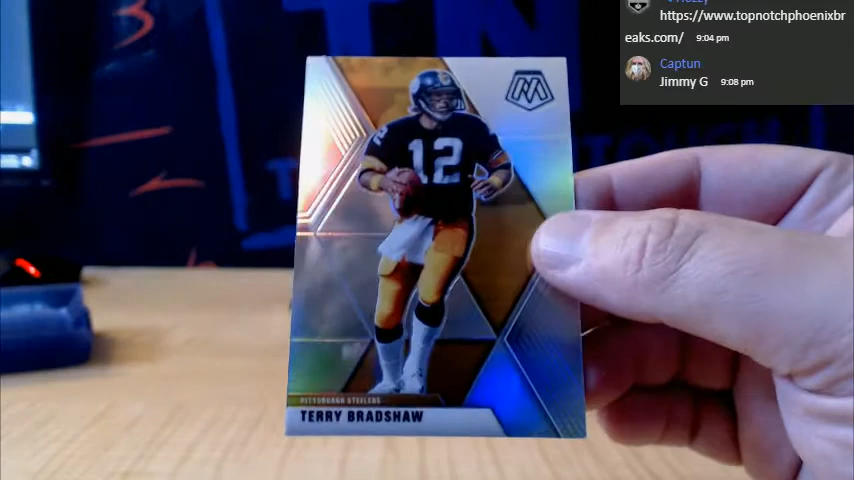 https://www.topnotchphoenixbr
eaks.com/ 9:04 pm
Captun
Jimmy G 9:08 pm
12
PITTSBURGH STEELERS
TERRY BRADSHAW